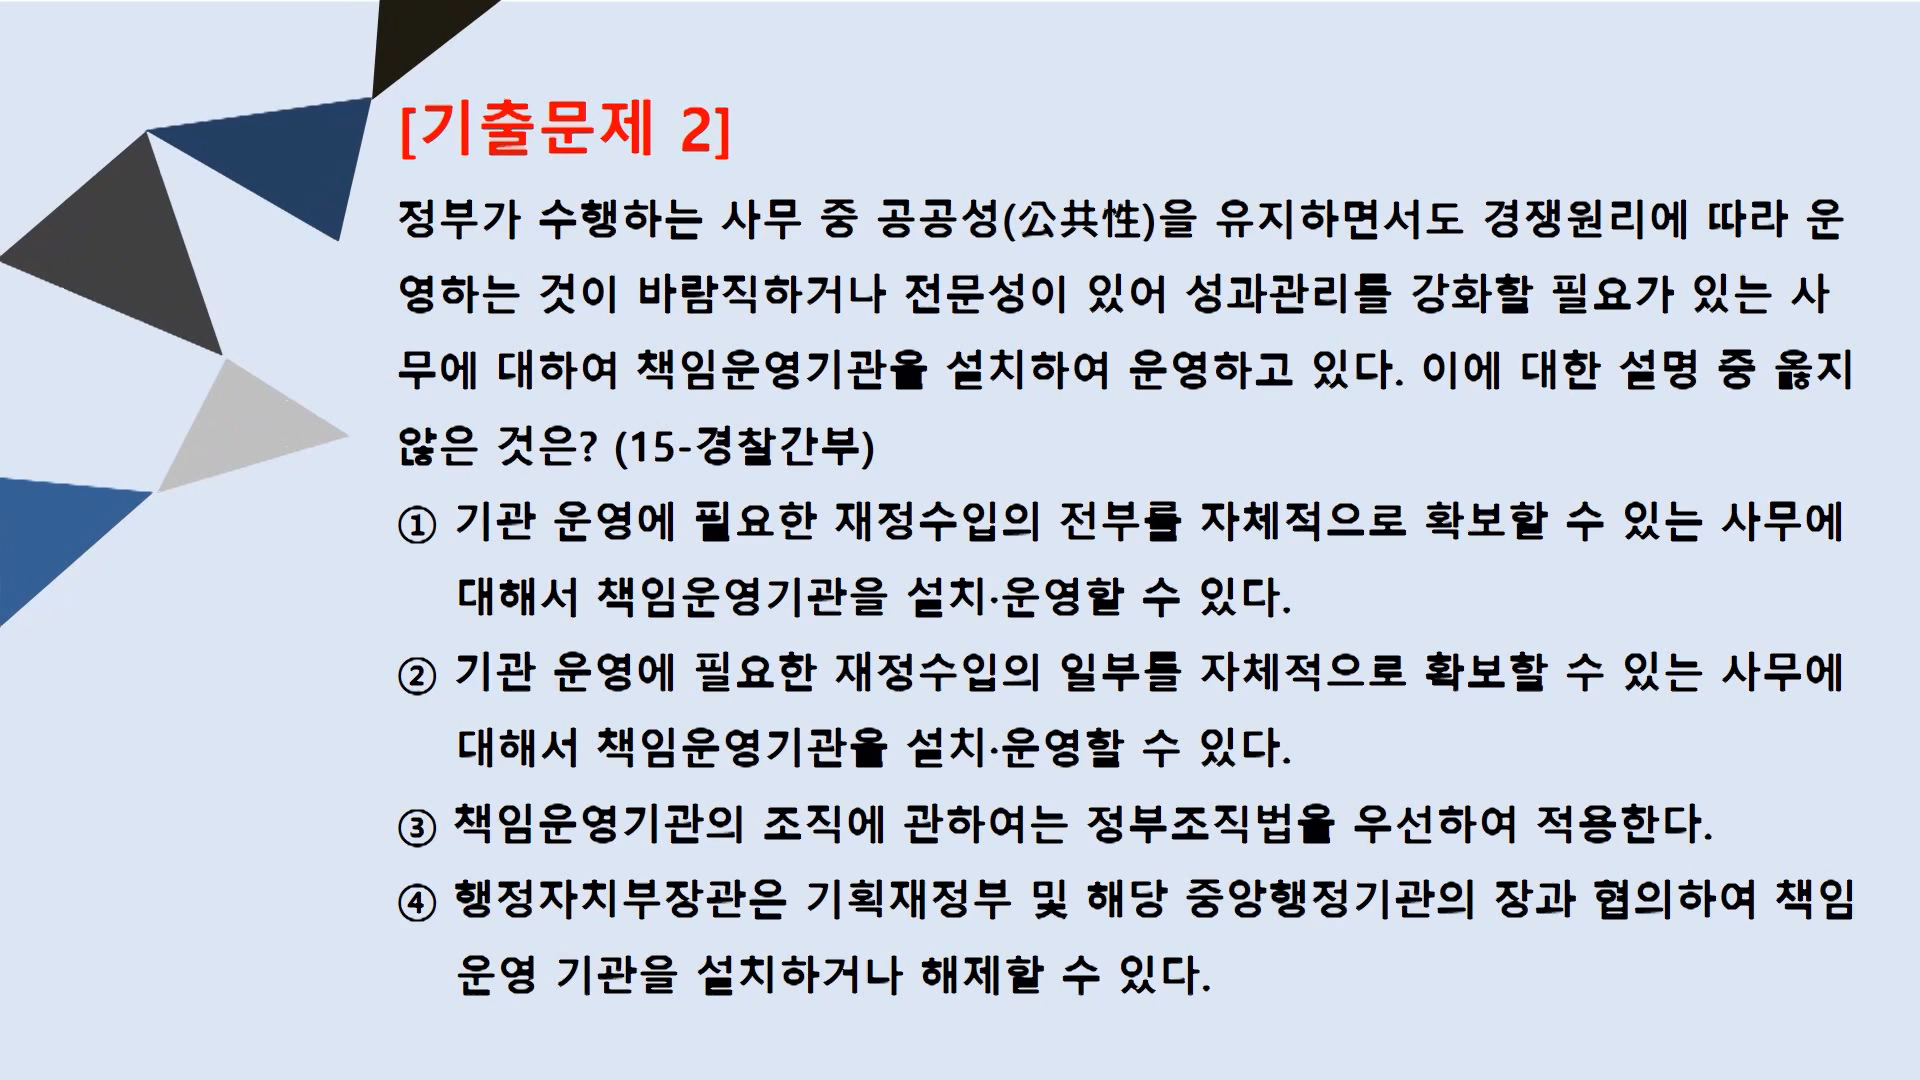 [기출문제 2]
정부가 수행하는 사무 중 공공성(公共性)을 유지하면서도 경쟁원리에 따라 운
영하는 것이 바람직하거나 전문성이 있어 성과관리를 강화할 필요가 있는 사
무에 대하여 책임운영기관을 설치하여 운영하고 있다. 이에 대한 설명 중 옳지
않은 것은? (15-경찰간부)
① 기관 운영에 필요한 재정수입의 전부를 자체적으로 확보할 수 있는 사무에
대해서 책임운영기관을 설치·운영할 수 있다.
② 기관 운영에 필요한 재정수입의 일부를 자체적으로 확보할 수 있는 사무에
대해서 책임운영기관을 설치·운영할 수 있다.
③ 책임운영기관의 조직에 관하여는 정부조직법을 우선하여 적용한다.
④ 행정자치부장관은 기획재정부 및 해당 중앙행정기관의 장과 협의하여 책임
운영 기관을 설치하거나 해제할 수 있다.